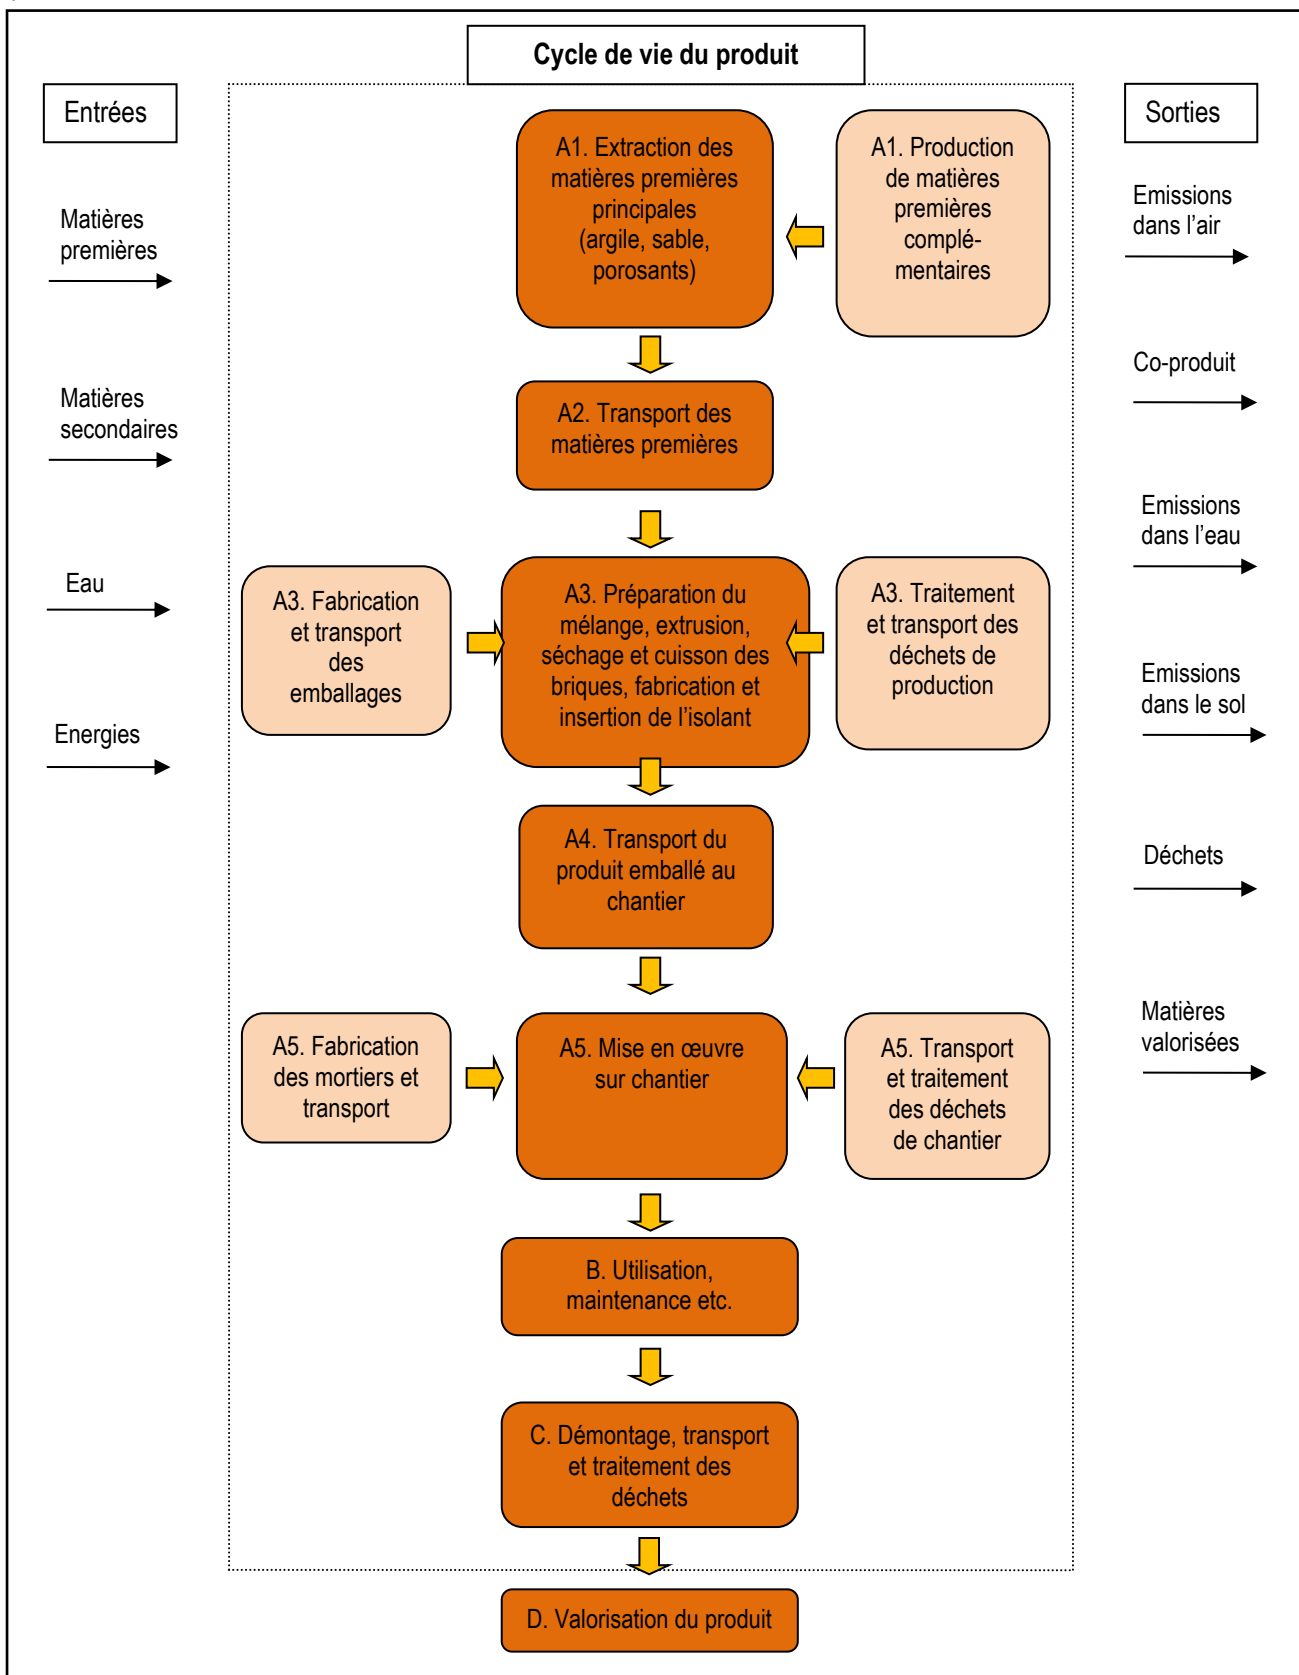 Cycle de vie du produit
Entrées
Matières
premières
Matières
secondaires
Eau
Energies
A1. Extraction des
matières premières
principales
(argile, sable,
porosants)
A1. Production
de matières
premières
complé-
mentaires
A2. Transport des
matières premières
A3. Fabrication
et transport
des
emballages
A3. Préparation du
mélange, extrusion,
séchage et cuisson des
briques, fabrication et
insertion de l’isolant
A3. Traitement
et transport des
déchets de
production
A4. Transport du
produit emballé au
chantier
A5. Fabrication
des mortiers et
transport
A5. Mise en œuvre
sur chantier
A5. Transport
et traitement
des déchets
de chantier
B. Utilisation,
maintenance etc.
C. Démontage, transport
et traitement des
déchets
D. Valorisation du produit
Sorties
Emissions
dans l’air
Co-produit
Emissions
dans l’eau
Emissions
dans le sol
Déchets
Matières
valorisées